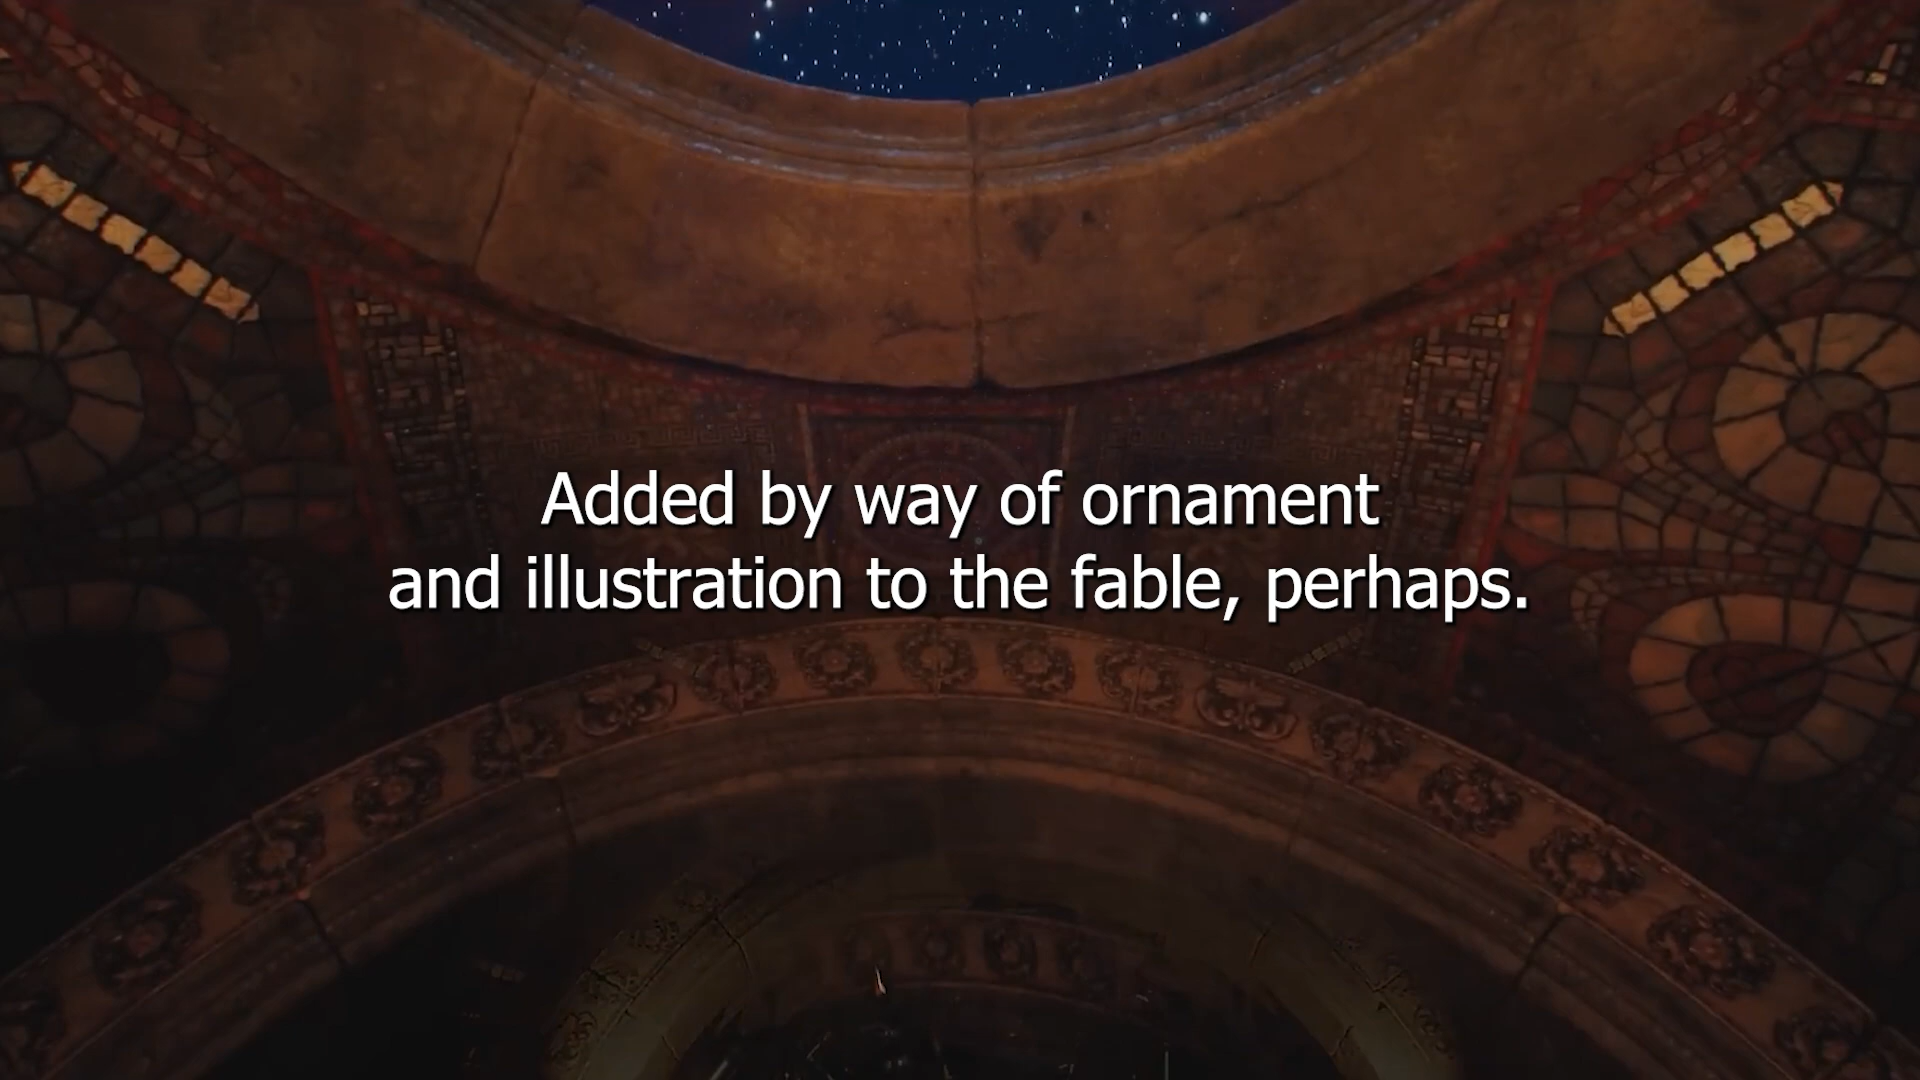 Added by way of ornament
and illustration to the fable, perhaps.